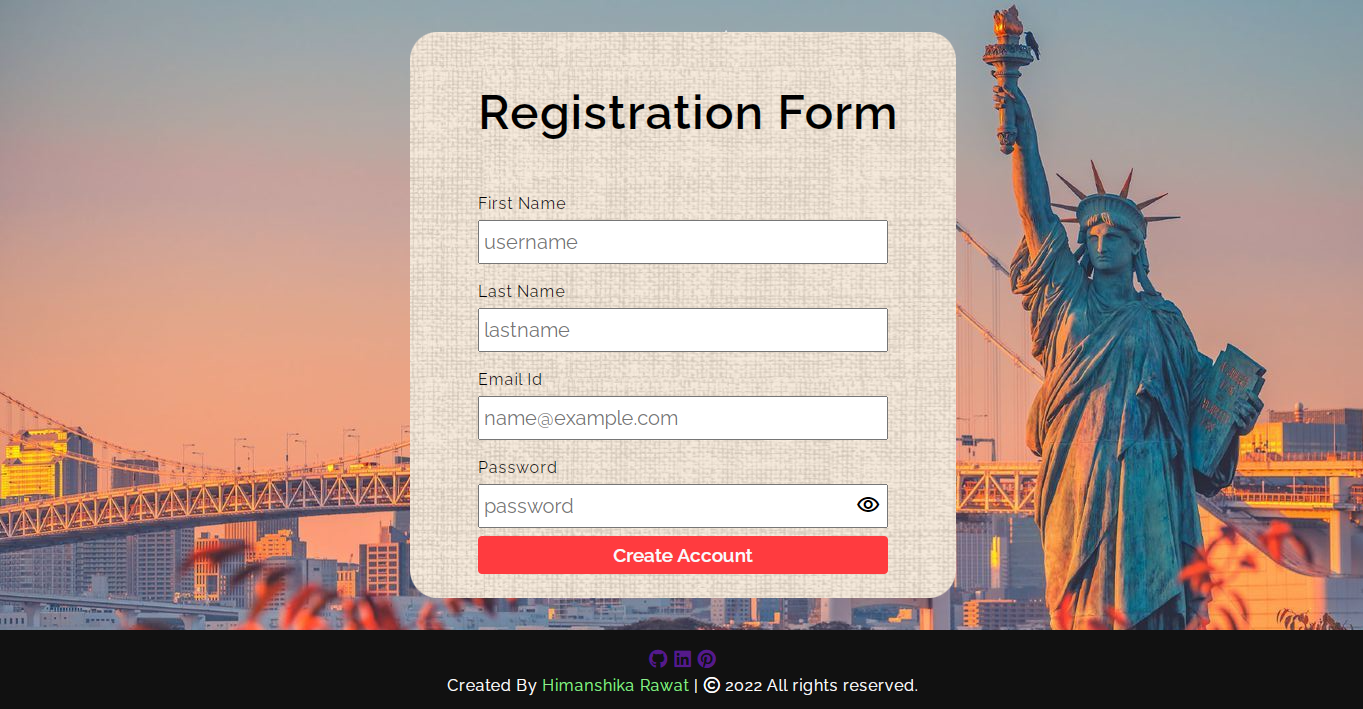 Registration Form
First Name
username
Last Name
lastname
Email Id
name@example.com
Password
password
Create Account
Created By Himanshika Rawat | © 2022 All rights reserved.